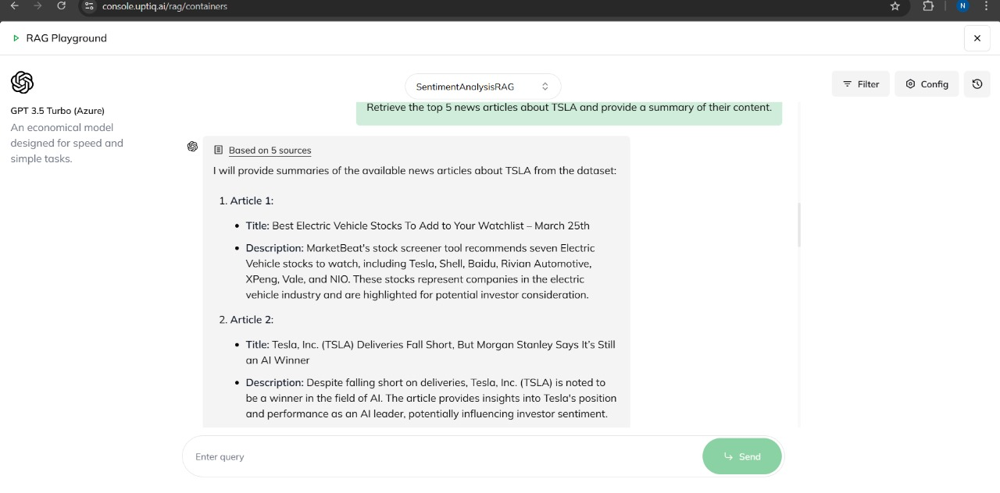 console.uptiq.ai/rag/containers
N
RAG Playground
GPT 3.5 Turbo (Azure)
An economical model
designed for speed and
simple tasks.
SentimentAnalysisRAG
Filter
Config
Retrieve the top 5 news articles about TSLA and provide a summary of their content.
Based on 5 sources
I will provide summaries of the available news articles about TSLA from the dataset:
1. Article 1:
• Title: Best Electric Vehicle Stocks To Add to Your Watchlist – March 25th
• Description: MarketBeat's stock screener tool recommends seven Electric
Vehicle stocks to watch, including Tesla, Shell, Baidu, Rivian Automotive,
XPeng, Vale, and NIO. These stocks represent companies in the electric
vehicle industry and are highlighted for potential investor consideration.
2. Article 2:
• Title: Tesla, Inc. (TSLA) Deliveries Fall Short, But Morgan Stanley Says It’s Still
an AI Winner
• Description: Despite falling short on deliveries, Tesla, Inc. (TSLA) is noted to
be a winner in the field of AI. The article provides insights into Tesla's position
and performance as an AI leader, potentially influencing investor sentiment.
Enter query
Send